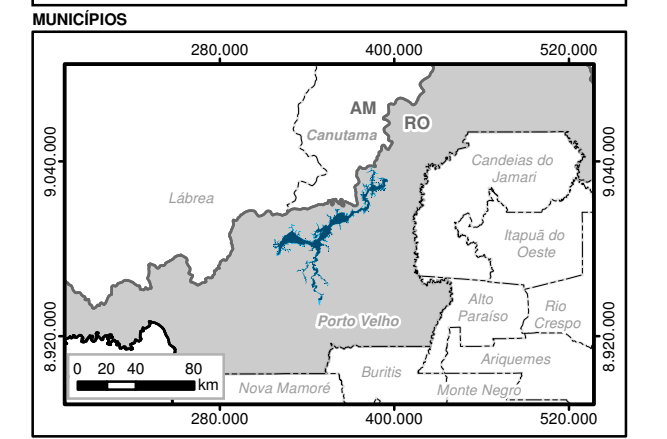 MUNICÍPIOS
280.000 400.000 520.000
AM
RO
Canutama
Candeias do
Jamari
9.040.000
9.040.000
Lábrea
Itapuã do
Oeste
Alto
Paraíso
Rio
Crespo
Porto Velho
8.920.000
8.920.000
Ariquemes
Buritis
0 20 40 80
km
Nova Mamoré
Monte Negro
280.000 400.000 520.000